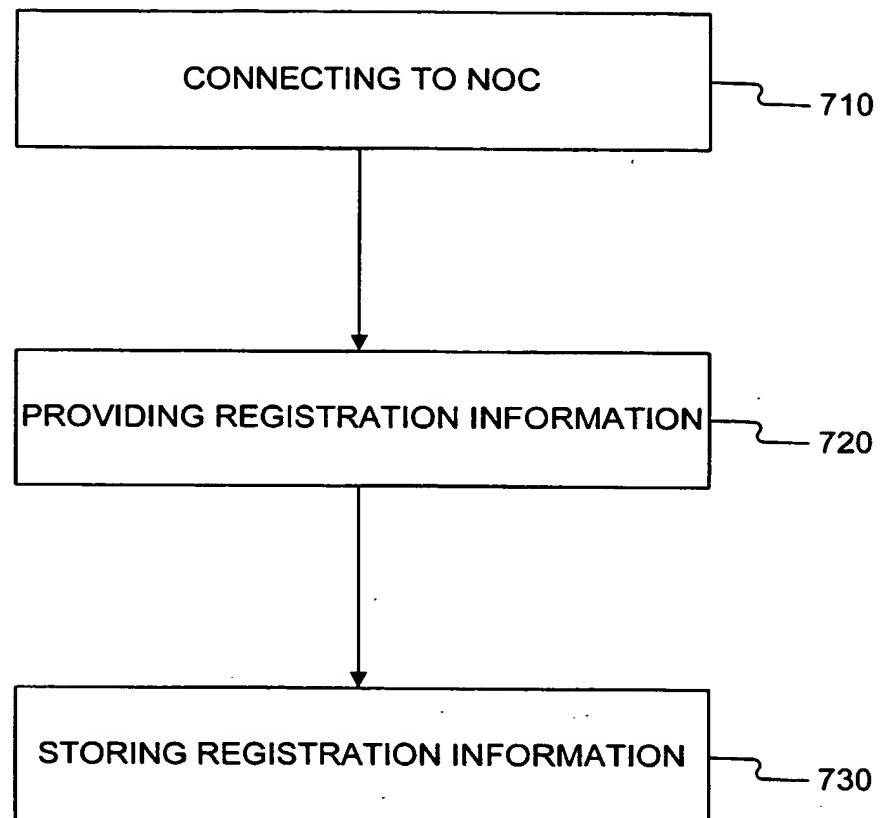 CONNECTING TO NOC
710
PROVIDING REGISTRATION INFORMATION
720
STORING REGISTRATION INFORMATION
730